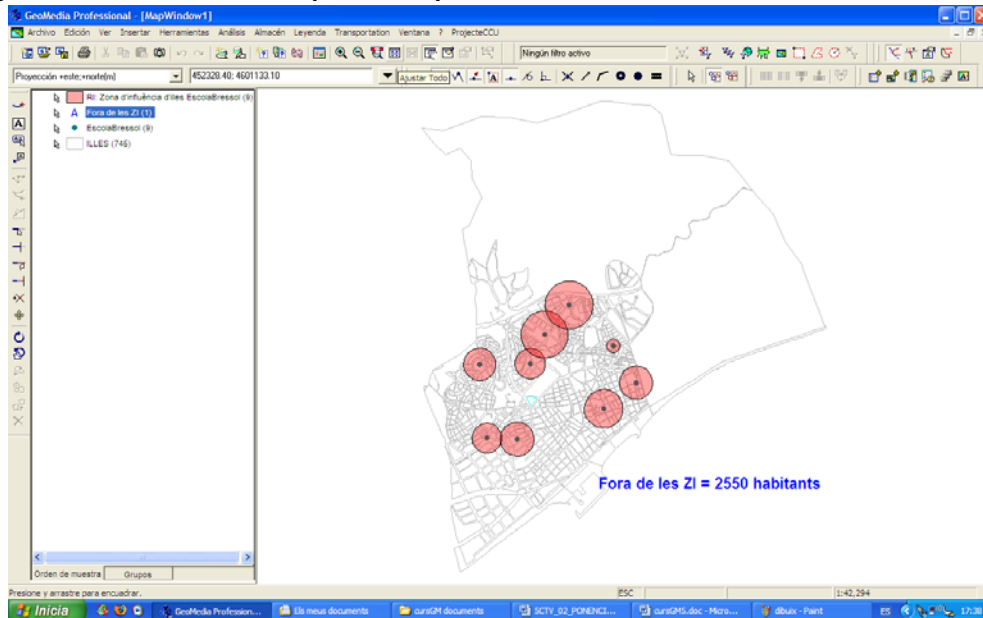 GeoMedia Professional - [MapWindow1]
Archivo Edición Ver Insertar Herramientas Análisis Almacén Leyenda Transportation Ventana ? ProjecteCCU
Ningún filtro activo
Proyección +este;+norte(m) 452328.40; 4601133.10 Ajustar Todo
RI: Zona d'influència d'illes EscolaBressol (9)
A Fora de les ZI (1)
EscolaBressol (9)
ILLES (746)
Fora de les ZI = 2550 habitants
Orden de muestra Grupos
Presione y arrastre para encuadrar. ESC 1:42,294
Inicia GeoMedia Profession... Els meus documents cursGM documents SCTV_02_PONENCI... cursGM5.doc - Micro... dibuix - Paint ES 17:38